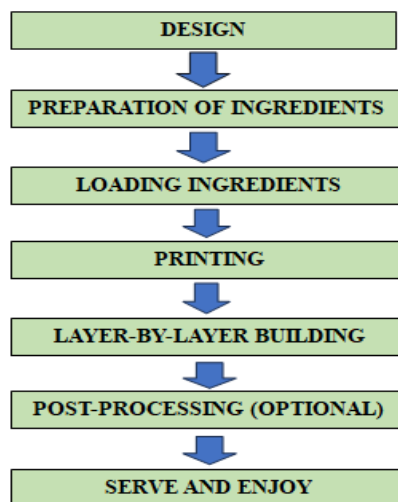 DESIGN
PREPARATION OF INGREDIENTS
LOADING INGREDIENTS
PRINTING
LAYER-BY-LAYER BUILDING
POST-PROCESSING (OPTIONAL)
SERVE AND ENJOY